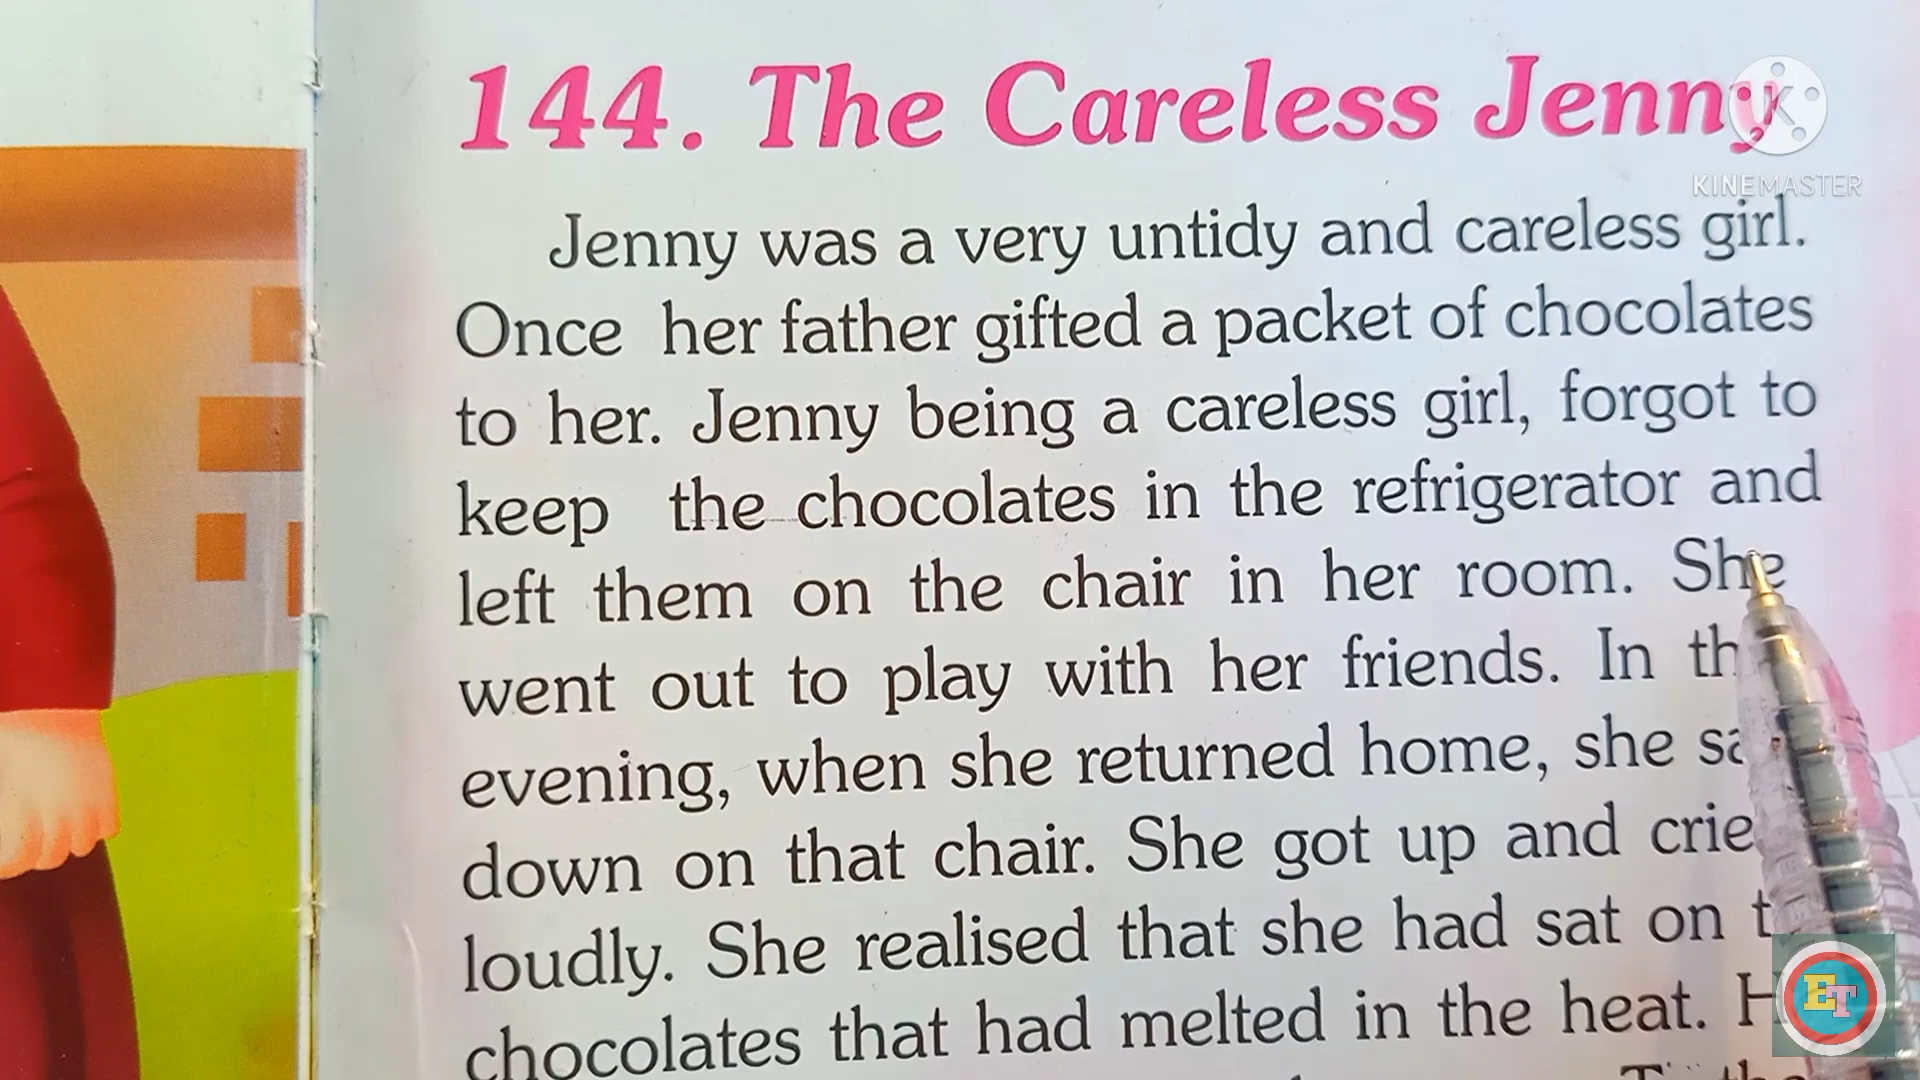 144. The Careless Jenny
KINEMASTER
Jenny was a very untidy and careless girl.
Once her father gifted a packet of chocolates
to her. Jenny being a careless girl, forgot to
keep the chocolates in the refrigerator and
left them on the chair in her room. She
went out to play with her friends. In
evening, when she returned home, she
down on that chair. She got up and
loudly. She realised that she had sat on
chocolates that had melted in the heat.
ET